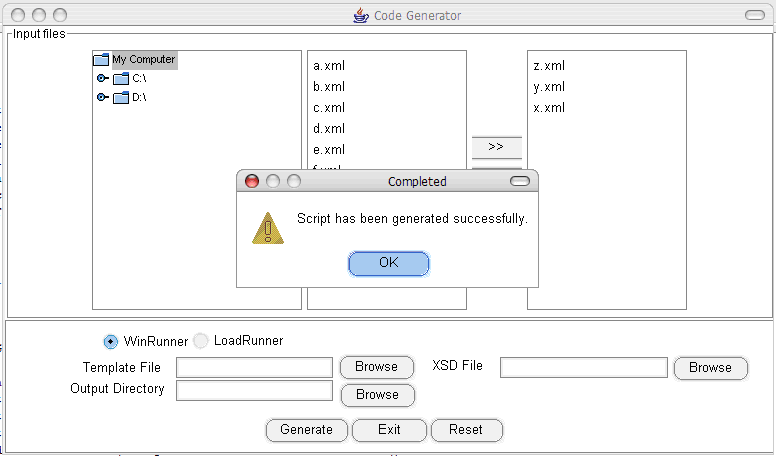 Code Generator
Input files
My Computer
C:\
D:\
a.xml
b.xml
c.xml
d.xml
e.xml
>>
z.xml
y.xml
x.xml
Completed
Script has been generated successfully.
OK
WinRunner LoadRunner
Template File Browse XSD File Browse
Output Directory Browse
Generate Exit Reset